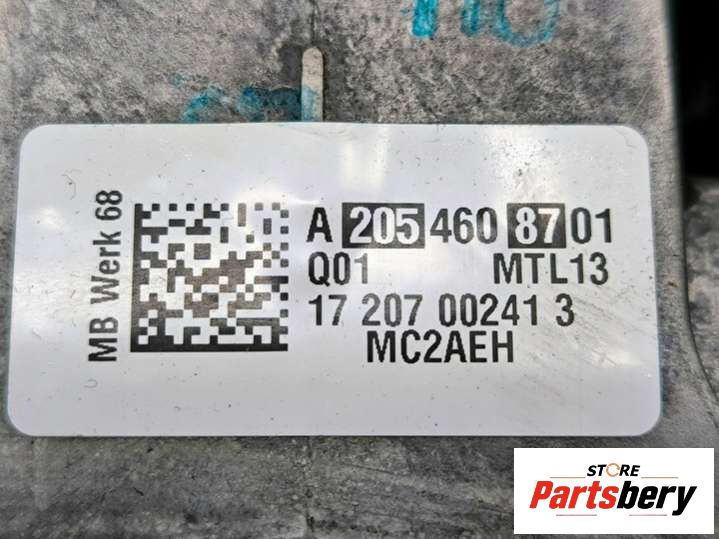 MB Werk 68
A 205 460 87 01
Q01 MTL13
17 207 00241 3
MC2AEH
STORE
Partsbery